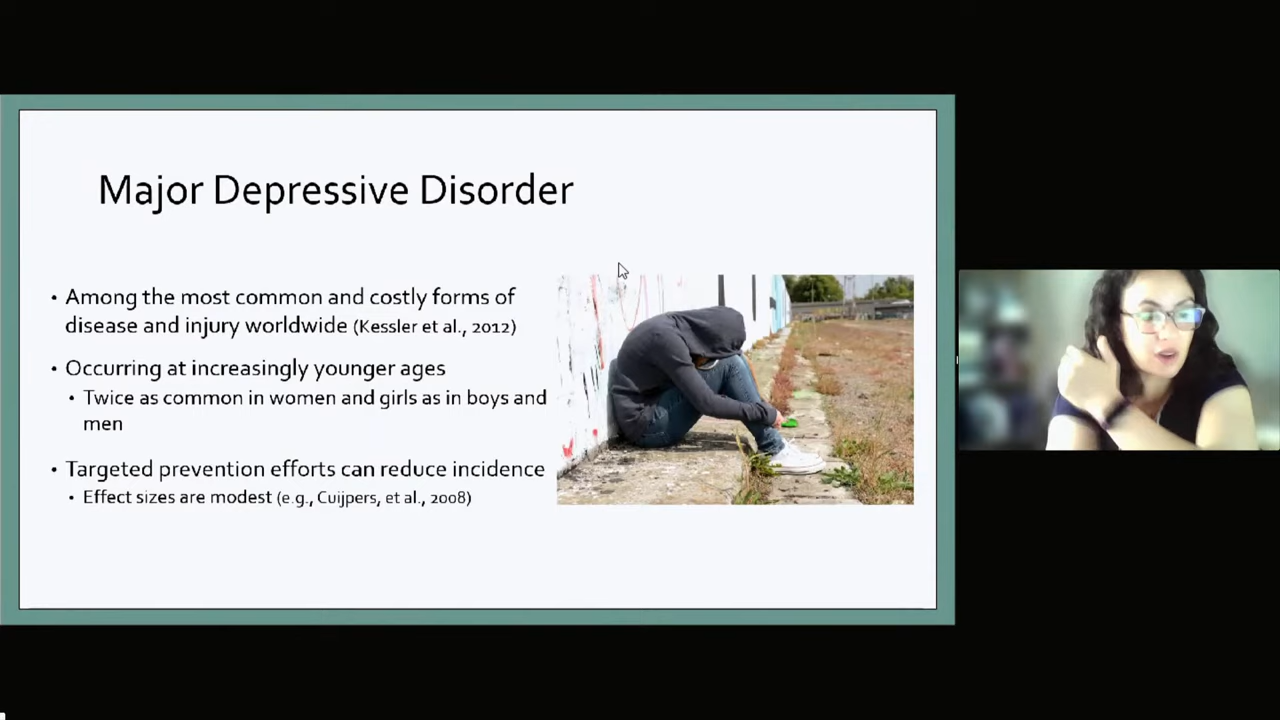 Major Depressive Disorder
• Among the most common and costly forms of
disease and injury worldwide (Kessler et al., 2012)
• Occurring at increasingly younger ages
• Twice as common in women and girls as in boys and
men
• Targeted prevention efforts can reduce incidence
• Effect sizes are modest (e.g., Cuijpers, et al., 2008)